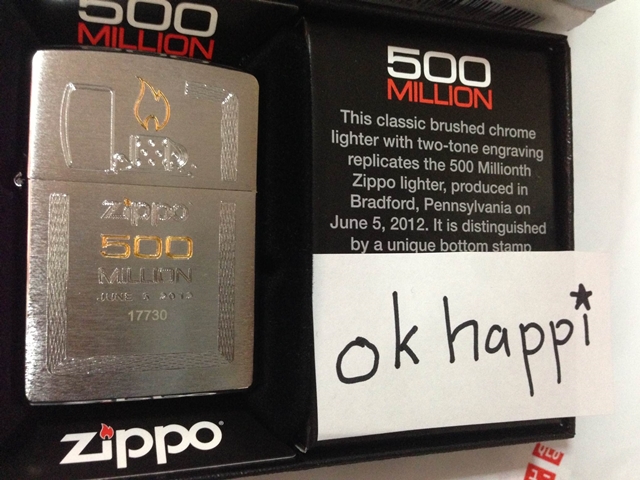 500
MILLION
zippo
500
MILLION
JUNE 5 2012
17730
zippo
500
MILLION
This classic brushed chrome
lighter with two-tone engraving
replicates the 500 Millionth
Zippo lighter, produced in
Bradford, Pennsylvania on
June 5, 2012. It is distinguished
by a unique bottom stamp
ok happi